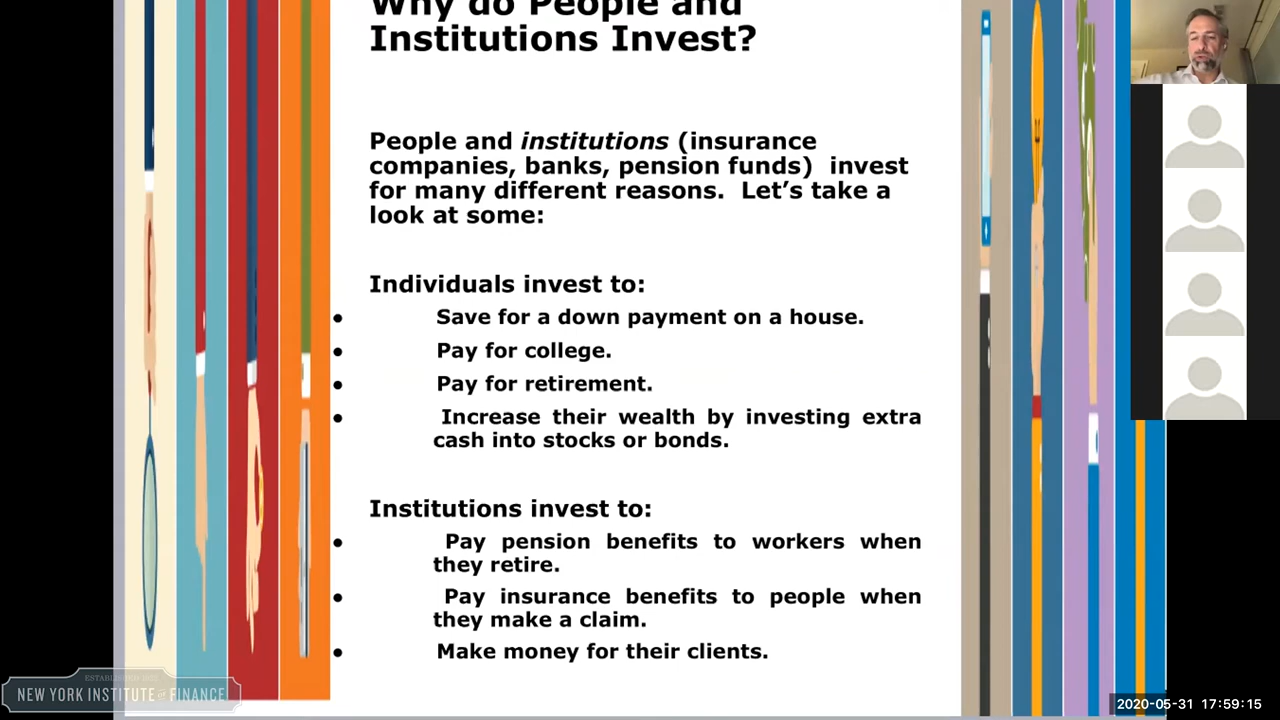 Why do People and
Institutions Invest?
People and institutions (insurance
companies, banks, pension funds)  invest
for many different reasons.  Let's take a
look at some:
Individuals invest to:
• Save for a down payment on a house.
• Pay for college.
• Pay for retirement.
• Increase their wealth by investing extra
cash into stocks or bonds.
Institutions invest to:
• Pay pension benefits to workers when
they retire.
• Pay insurance benefits to people when
they make a claim.
• Make money for their clients.
NEW YORK INSTITUTE of FINANCE
2020-05-31 17:59:15